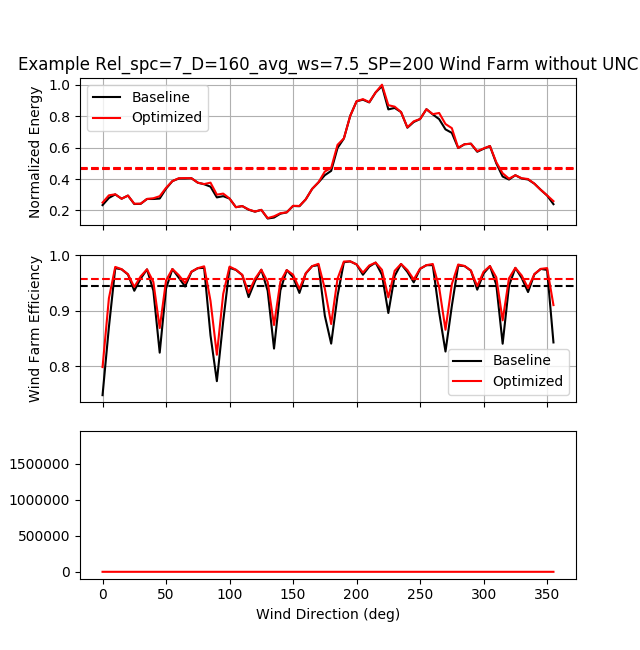 Example Rel_spc=7_D=160_avg_ws=7.5_SP=200 Wind Farm without UNC
Normalized Energy
1.0
0.8
0.6
0.4
0.2
Baseline
Optimized
Wind Farm Efficiency
1.0
0.9
0.8
Baseline
Optimized
1500000
1000000
500000
0
0 50 100 150 200 250 300 350
Wind Direction (deg)